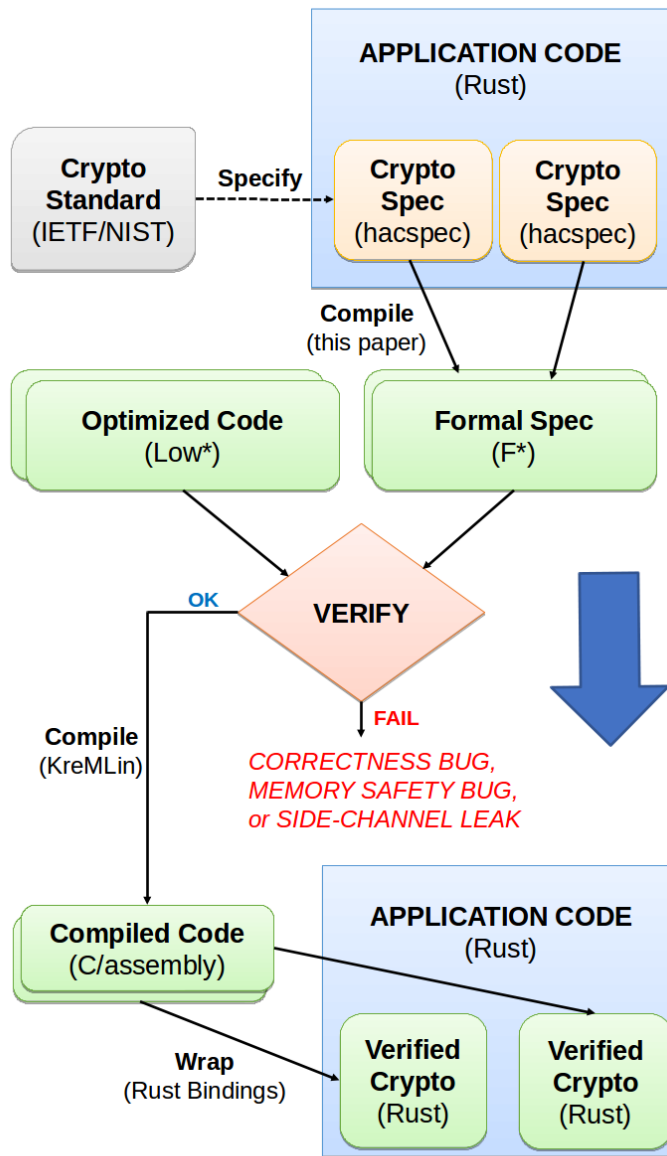 APPLICATION CODE
(Rust)
Crypto
Standard
(IETF/NIST)
Specify
Crypto
Spec
(hacspec)
Crypto
Spec
(hacspec)
Compile
(this paper)
Optimized Code
(Low*)
Formal Spec
(F*)
VERIFY
OK
FAIL
Compile
(KreMLin)
CORRECTNESS BUG,
MEMORY SAFETY BUG,
or SIDE-CHANNEL LEAK
Compiled Code
(C/assembly)
APPLICATION CODE
(Rust)
Wrap
(Rust Bindings)
Verified
Crypto
(Rust)
Verified
Crypto
(Rust)